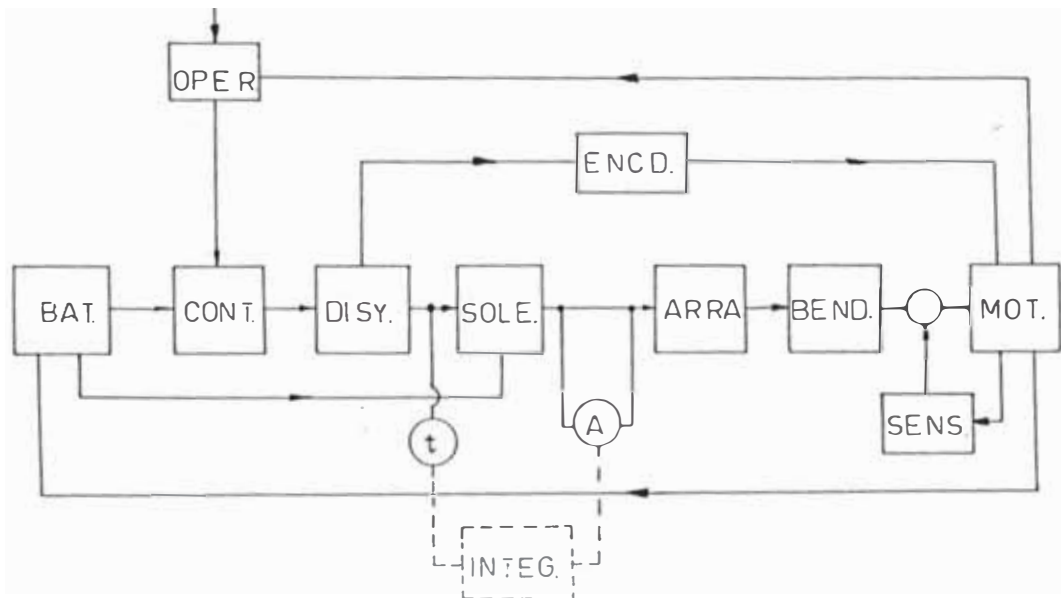 OPER
ENCD.
BAT.
CONT.
DISY.
SOLE.
ARRA
BEND.
MOT.
A
SENS
t
INTEG.